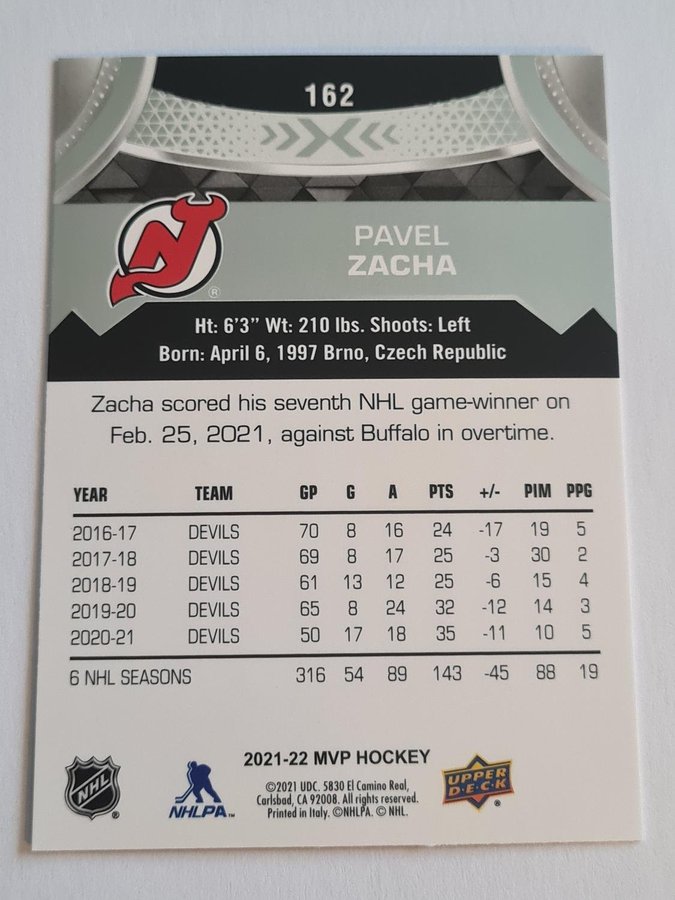 162
PAVEL
ZACHA
Ht: 6'3" Wt: 210 lbs. Shoots: Left
Born: April 6, 1997 Brno, Czech Republic
Zacha scored his seventh NHL game-winner on
Feb. 25, 2021, against Buffalo in overtime.
YEAR TEAM GP G A PTS +/- PIM PPG
2016-17 DEVILS 70 8 16 24 -17 19 5
2017-18 DEVILS 69 8 17 25 -3 30 2
2018-19 DEVILS 61 13 12 25 -6 15 4
2019-20 DEVILS 65 8 24 32 -12 14 3
2020-21 DEVILS 50 17 18 35 -11 10 5
6 NHL SEASONS 316 54 89 143 -45 88 19
2021-22 MVP HOCKEY
©2021 UDC. 5830 El Camino Real,
Carlsbad, CA 92008. All rights reserved.
Printed in Italy. ©NHLPA. © NHL.
NHL ®
NHLPA™
UPPER
D·E·C·K ®
NJ ®